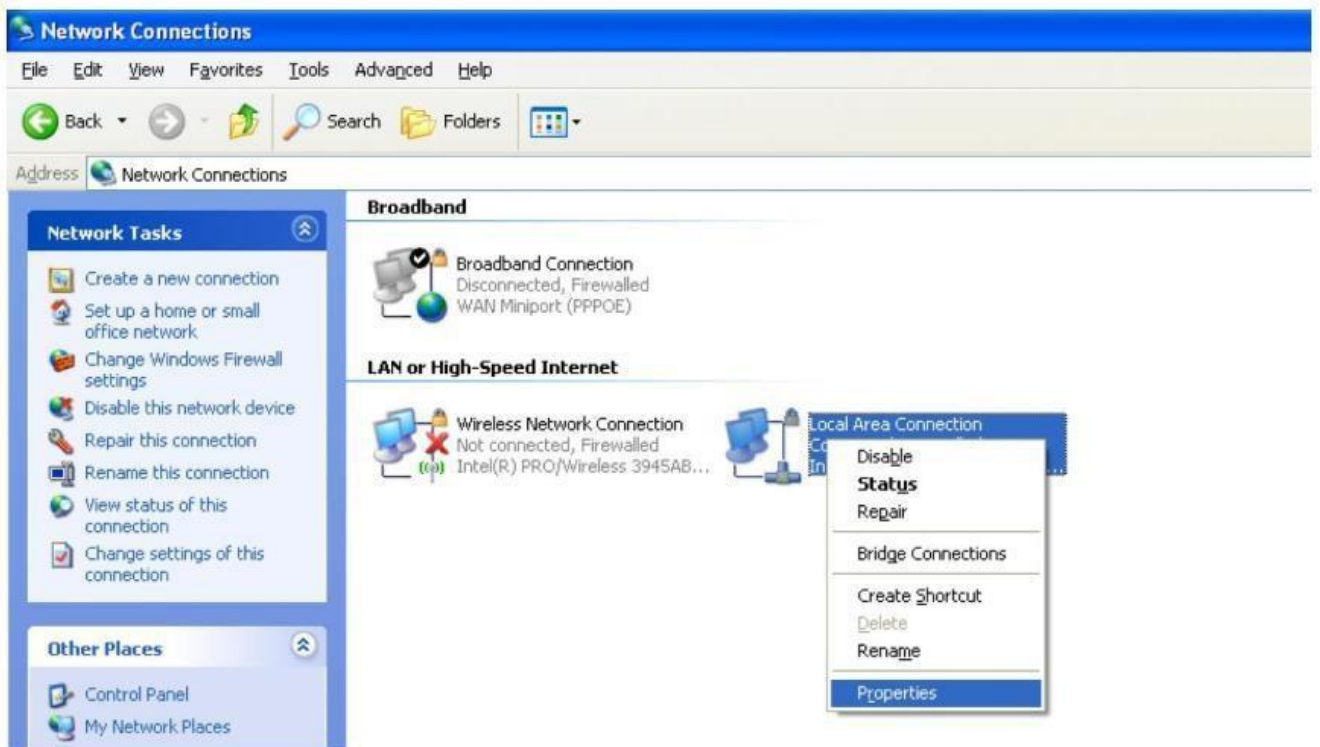 Network Connections
File Edit View Favorites Tools Advanced Help
Back Search Folders
Address Network Connections
Network Tasks
Create a new connection
Set up a home or small
office network
Change Windows Firewall
settings
Disable this network device
Repair this connection
Rename this connection
View status of this
connection
Change settings of this
connection
Other Places
Control Panel
My Network Places
Broadband
Broadband Connection
Disconnected, Firewalled
WAN Miniport (PPPOE)
LAN or High-Speed Internet
Wireless Network Connection
Not connected, Firewalled
Intel(R) PRO/Wireless 3945AB...
Local Area Connection
Disable
Status
Repair
Bridge Connections
Create Shortcut
Delete
Rename
Properties